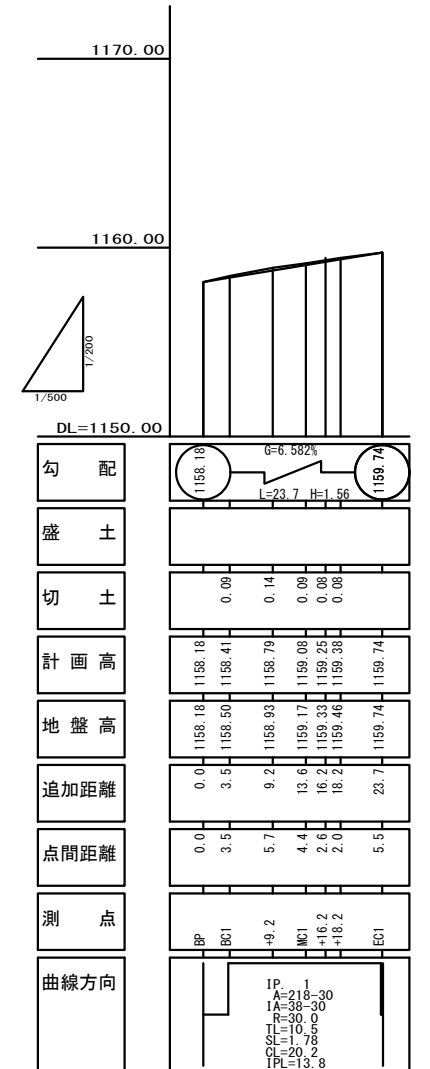 1170.00
1160.00
1/200
1/500
DL=1150.00
勾 配
1158.18
G=6.582%
L=23.7 H=1.56
1159.74
盛 土
切 土
0.09 0.14 0.09 0.08 0.08
計 画 高
1158.18 1158.41 1158.79 1159.08 1159.25 1159.38 1159.74
地 盤 高
1158.18 1158.50 1158.93 1159.17 1159.33 1159.46 1159.74
追加距離
0.0 3.5 9.2 13.6 16.2 18.2 23.7
点間距離
0.0 3.5 5.7 4.4 2.6 2.0 5.5
測 点
BP BC1 +9.2 MC1 +16.2 +18.2 EC1
曲線方向
IP. 1
A=218-30
IA=38-30
R=30.0
TL=10.5
SL=1.78
CL=20.2
IPL=13.8